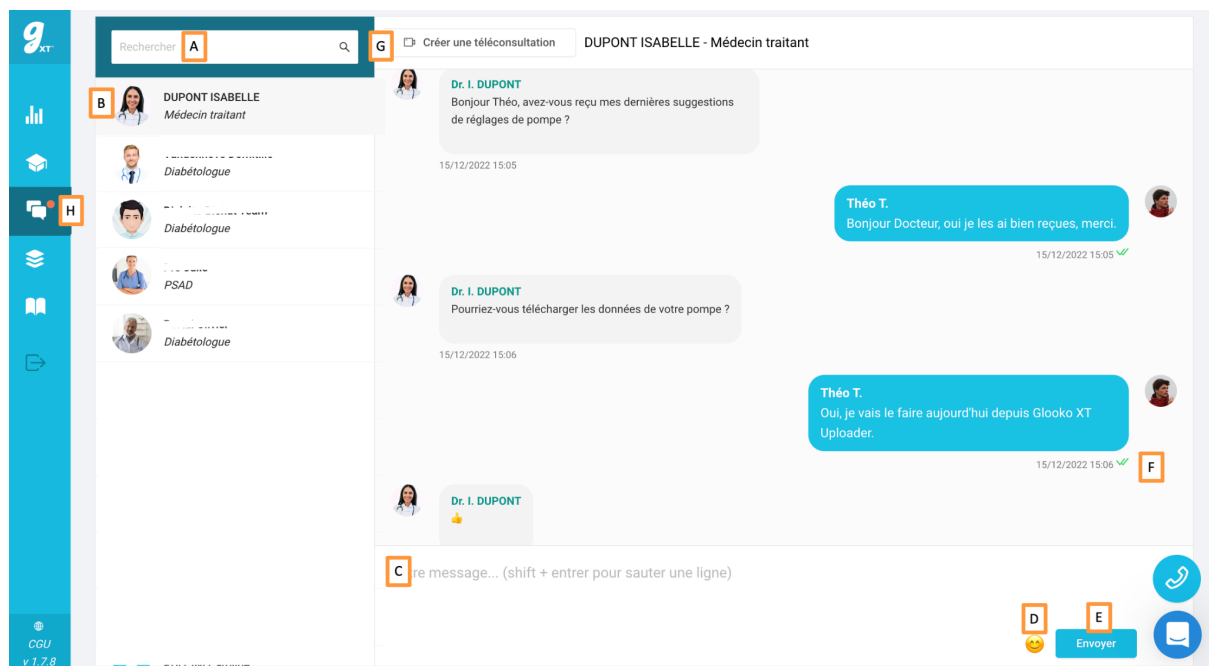 g XT
Rechercher A
G
Créer une téléconsultation
DUPONT ISABELLE - Médecin traitant
B
DUPONT ISABELLE
Médecin traitant
Diabétologue
H
Diabétologue
PSAD
Diabétologue
Dr. I. DUPONT
Bonjour Théo, avez-vous reçu mes dernières suggestions
de réglages de pompe ?
15/12/2022 15:05
Théo T.
Bonjour Docteur, oui je les ai bien reçues, merci.
15/12/2022 15:05
Dr. I. DUPONT
Pourriez-vous télécharger les données de votre pompe ?
15/12/2022 15:06
Théo T.
Oui, je vais le faire aujourd'hui depuis Glooko XT
Uploader.
15/12/2022 15:06
F
Dr. I. DUPONT
👍
C re message... (shift + entrer pour sauter une ligne)
D
E
😊
Envoyer
CGU
v 1.7.8